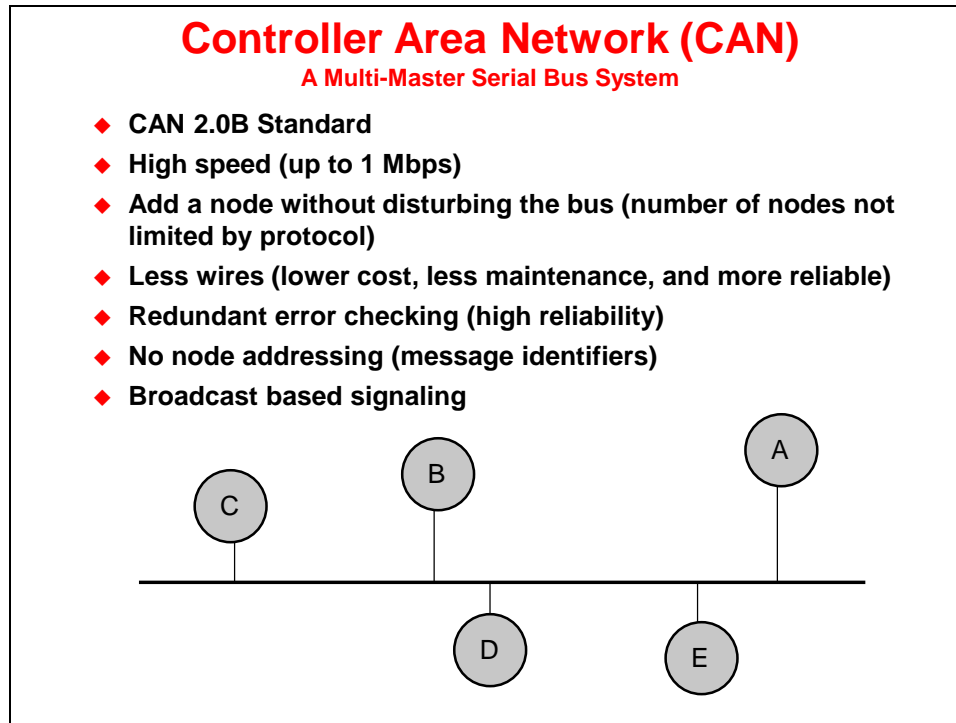 Controller Area Network (CAN)
A Multi-Master Serial Bus System
◆ CAN 2.0B Standard
◆ High speed (up to 1 Mbps)
◆ Add a node without disturbing the bus (number of nodes not
limited by protocol)
◆ Less wires (lower cost, less maintenance, and more reliable)
◆ Redundant error checking (high reliability)
◆ No node addressing (message identifiers)
◆ Broadcast based signaling
A
B
C
D
E